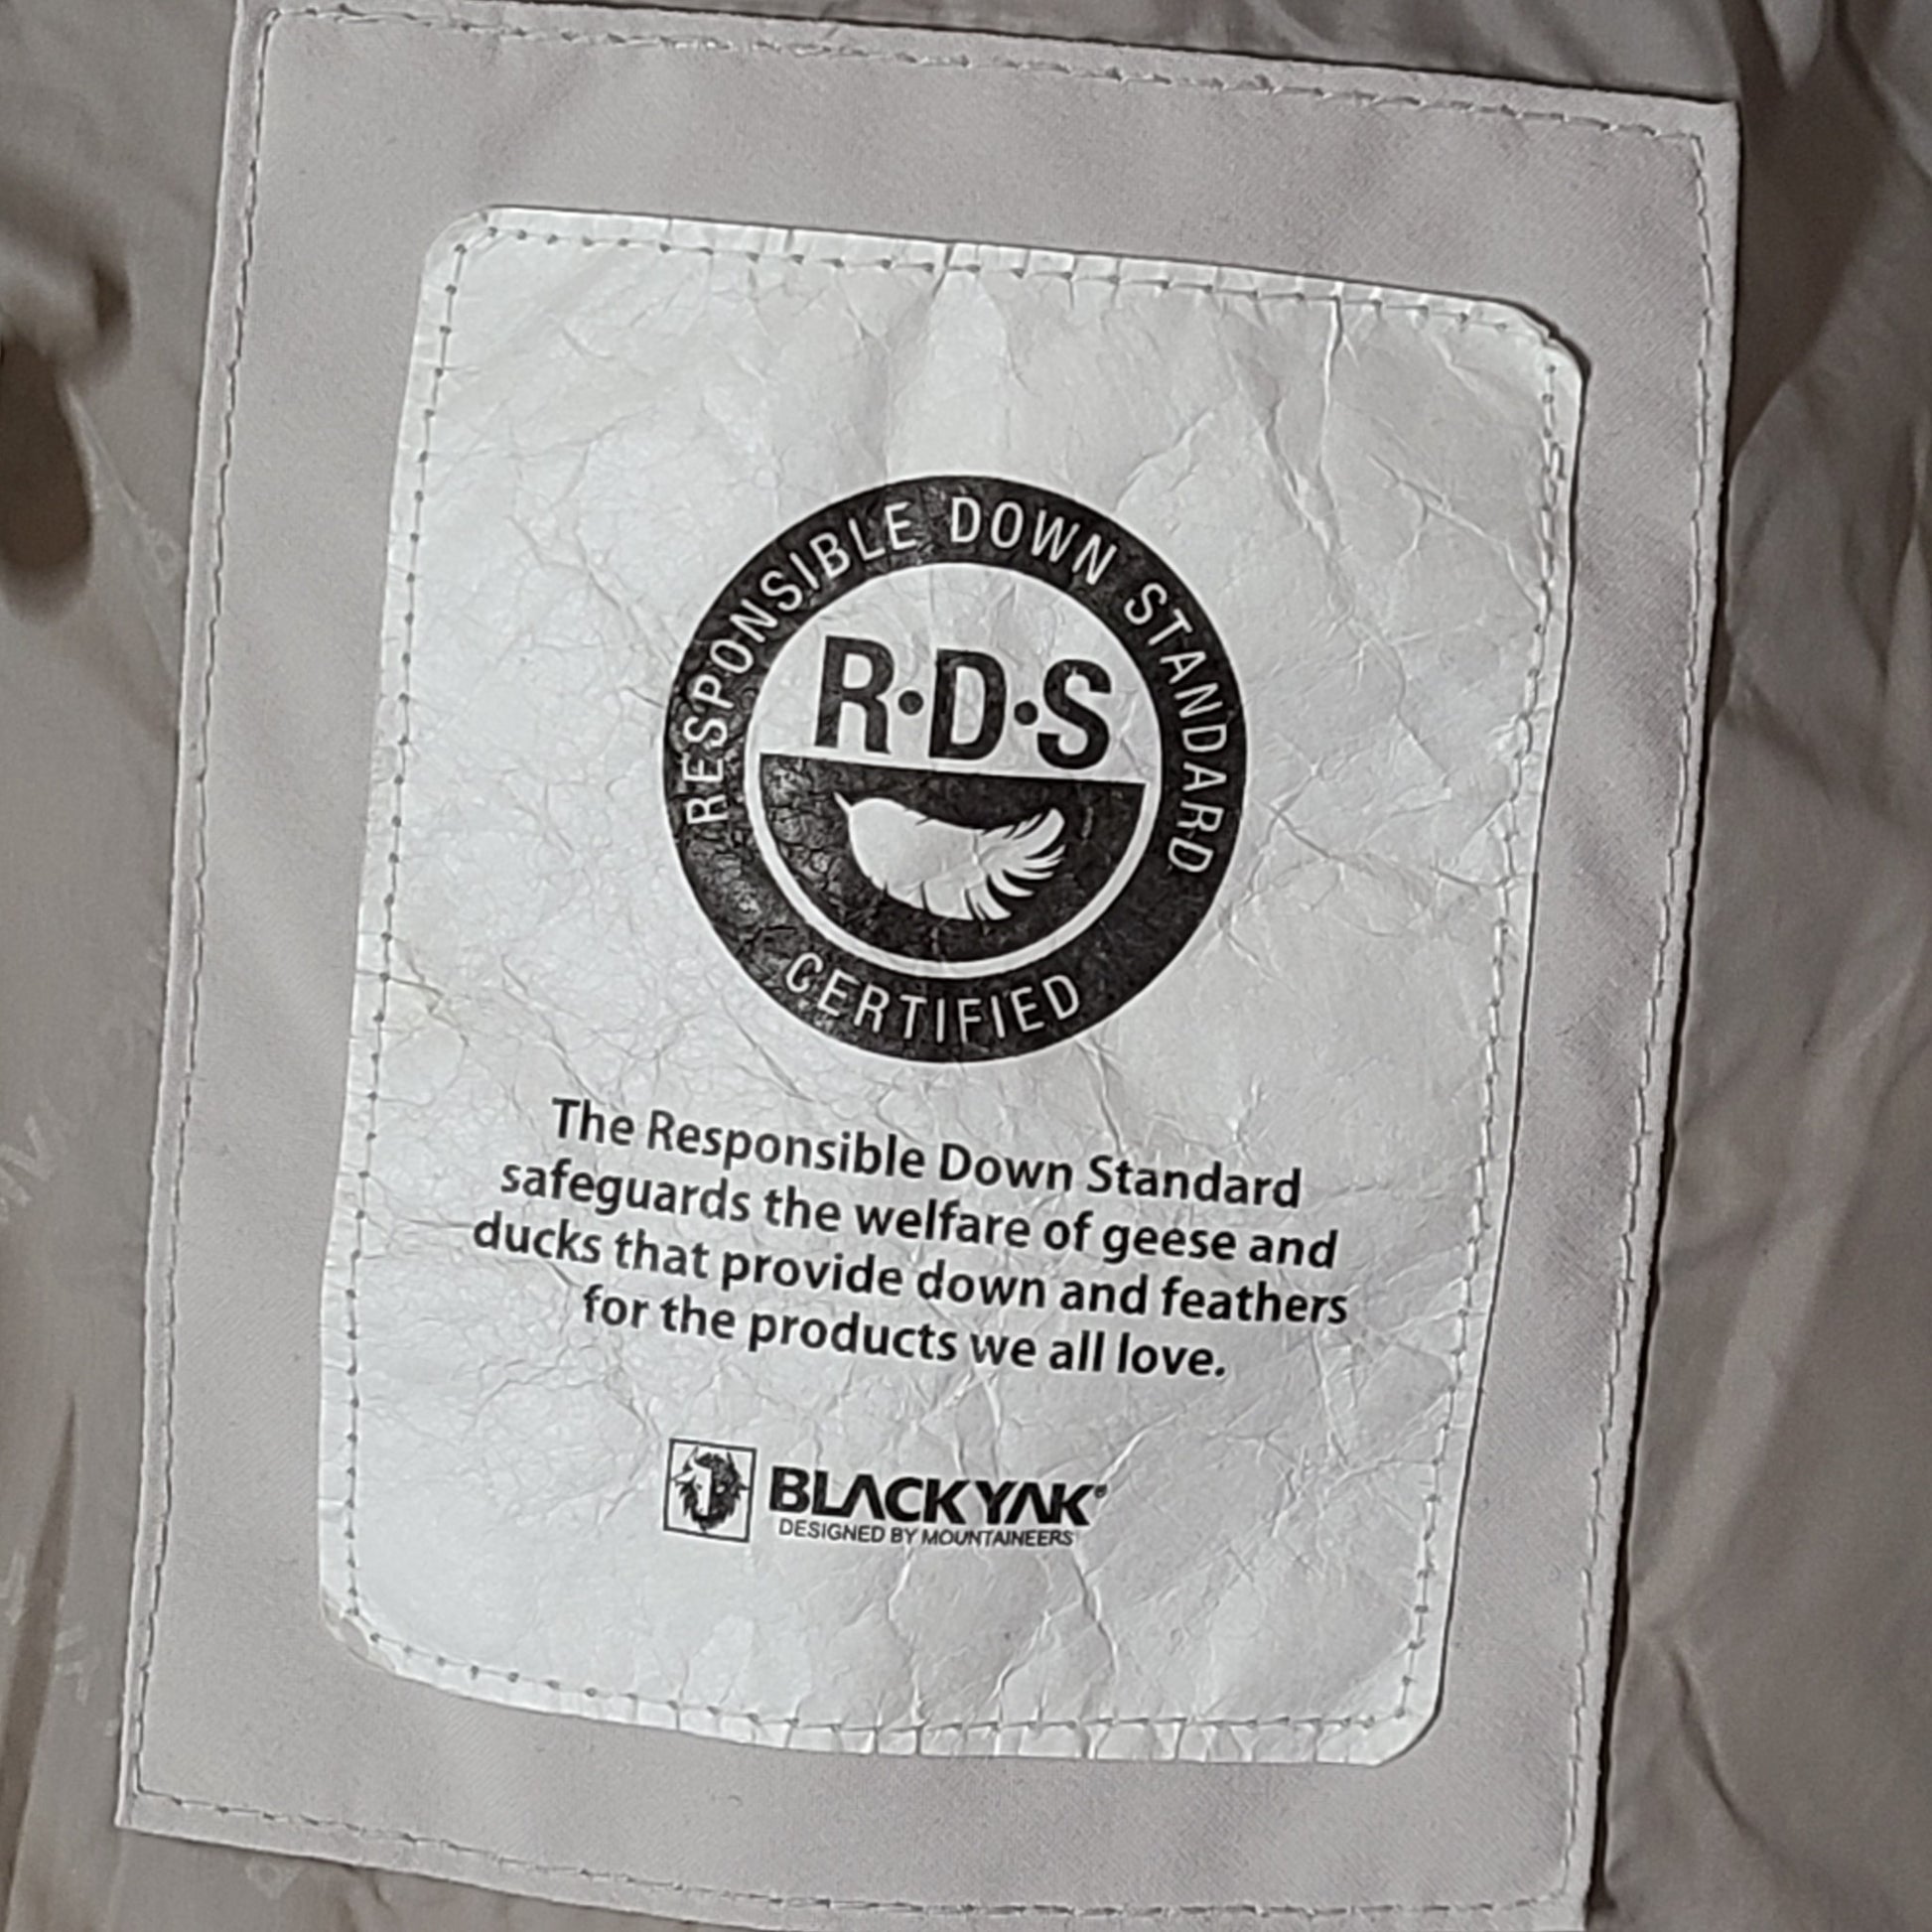 RESPONSIBLE DOWN STANDARD
R·D·S
CERTIFIED
The Responsible Down Standard
safeguards the welfare of geese and
ducks that provide down and feathers
for the products we all love.
BLACKYAK®
DESIGNED BY MOUNTAINEERS